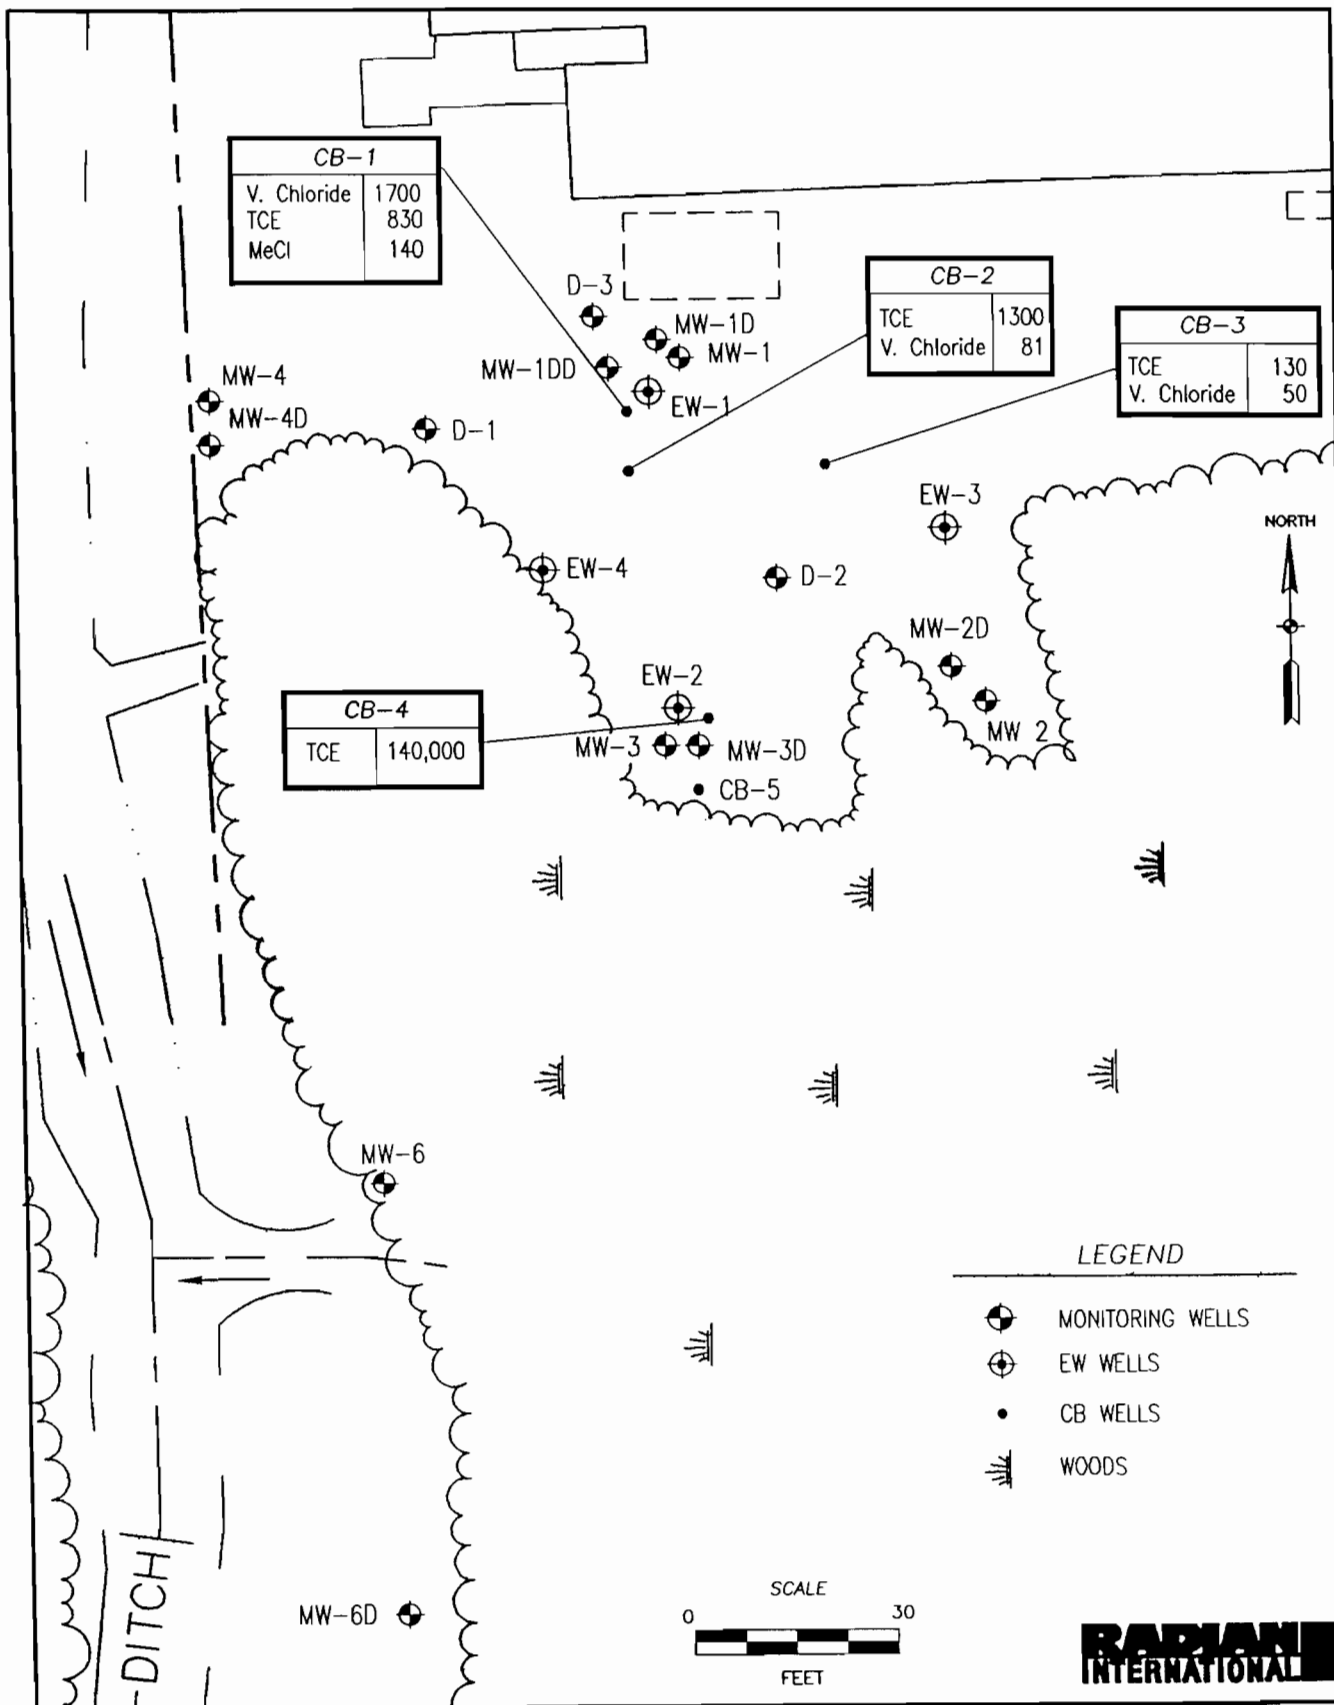 CB-1
V. Chloride 1700
TCE 830
MeCl 140
CB-2
TCE 1300
V. Chloride 81
CB-3
TCE 130
V. Chloride 50
D-3
MW-1D
MW-1
MW-1DD
EW-1
MW-4
MW-4D
D-1
EW-3
NORTH
EW-4
D-2
MW-2D
EW-2
CB-4
TCE 140,000
MW 2
MW-3
MW-3D
CB-5
MW-6
LEGEND
MONITORING WELLS
EW WELLS
CB WELLS
WOODS
SCALE
0 30
FEET
MW-6D
-DITCH
RADIAN
INTERNATIONAL